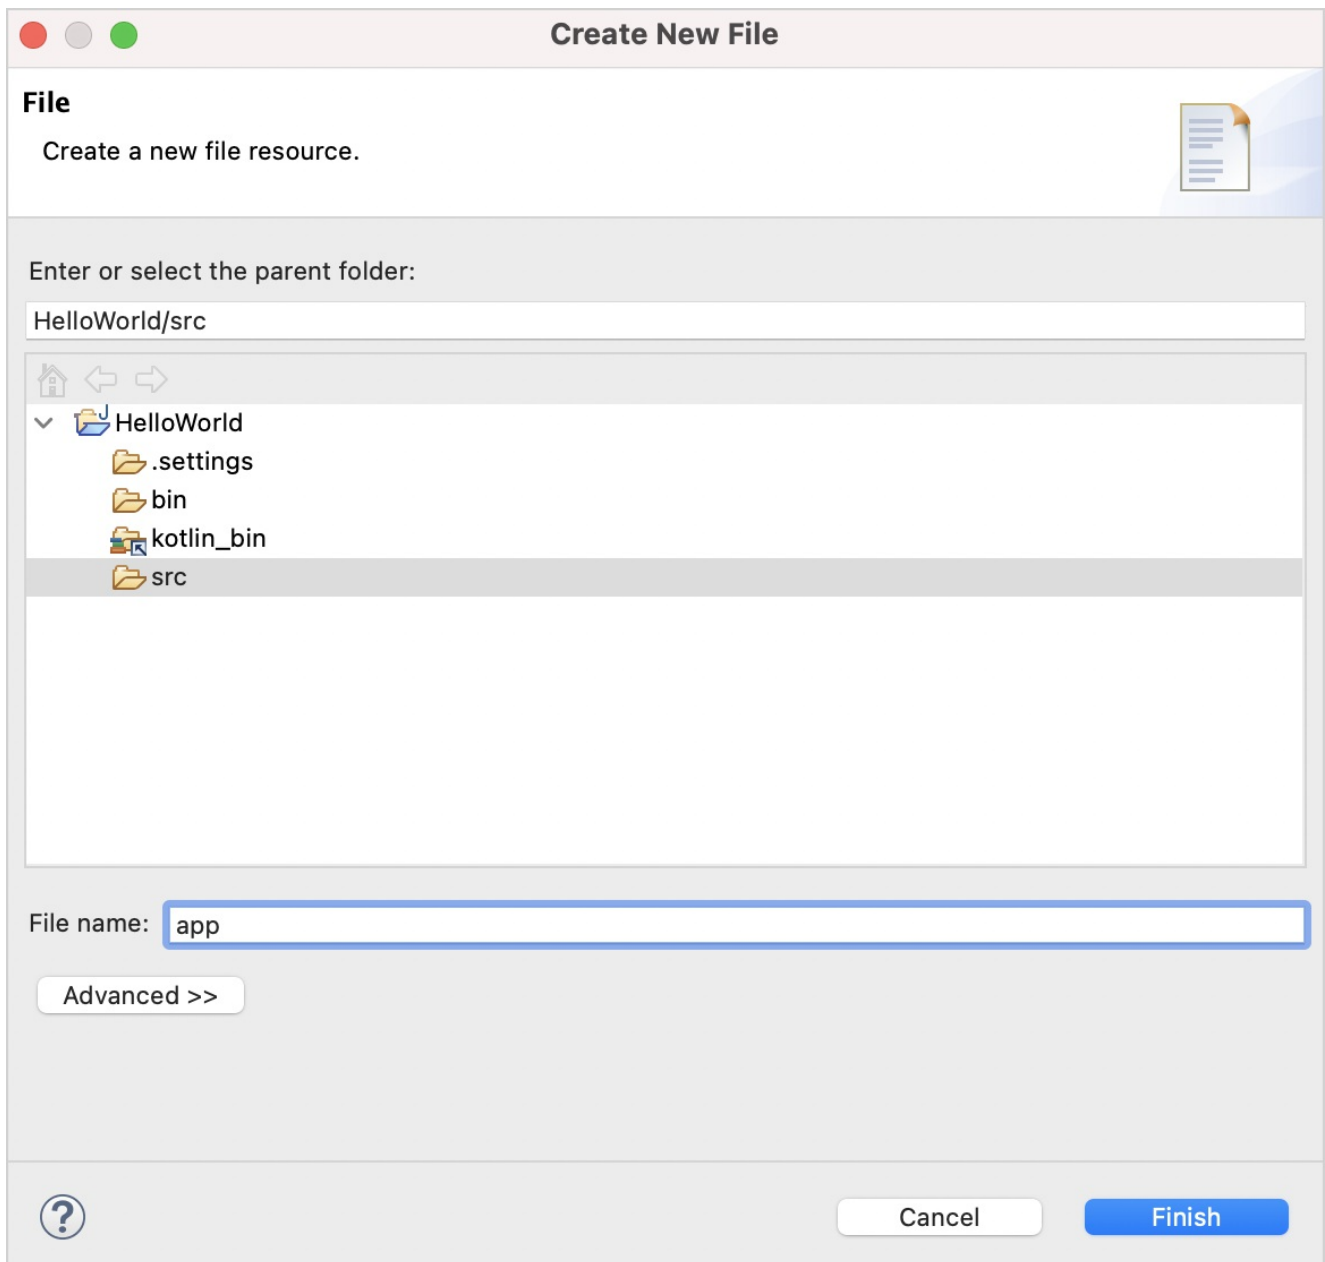 Create New File
File
Create a new file resource.
Enter or select the parent folder:
HelloWorld/src
HelloWorld
.settings
bin
kotlin_bin
src
File name: app
Advanced >>
? Cancel Finish